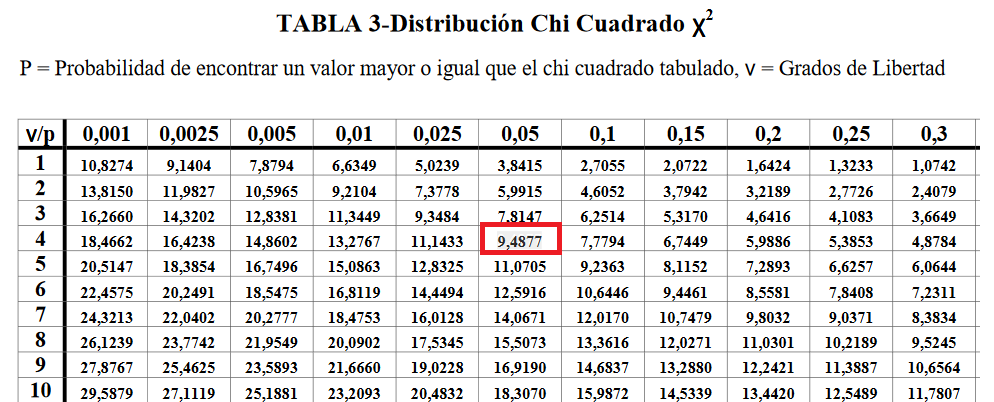 TABLA 3-Distribución Chi Cuadrado χ²
P = Probabilidad de encontrar un valor mayor o igual que el chi cuadrado tabulado, ν = Grados de Libertad
ν/p 0,001 0,0025 0,005 0,01 0,025 0,05 0,1 0,15 0,2 0,25 0,3
1 10,8274 9,1404 7,8794 6,6349 5,0239 3,8415 2,7055 2,0722 1,6424 1,3233 1,0742
2 13,8150 11,9827 10,5965 9,2104 7,3778 5,9915 4,6052 3,7942 3,2189 2,7726 2,4079
3 16,2660 14,3202 12,8381 11,3449 9,3484 7,8147 6,2514 5,3170 4,6416 4,1083 3,6649
4 18,4662 16,4238 14,8602 13,2767 11,1433 9,4877 7,7794 6,7449 5,9886 5,3853 4,8784
5 20,5147 18,3854 16,7496 15,0863 12,8325 11,0705 9,2363 8,1152 7,2893 6,6257 6,0644
6 22,4575 20,2491 18,5475 16,8119 14,4494 12,5916 10,6446 9,4461 8,5581 7,8408 7,2311
7 24,3213 22,0402 20,2777 18,4753 16,0128 14,0671 12,0170 10,7479 9,8032 9,0371 8,3834
8 26,1239 23,7742 21,9549 20,0902 17,5345 15,5073 13,3616 12,0271 11,0301 10,2189 9,5245
9 27,8767 25,4625 23,5893 21,6660 19,0228 16,9190 14,6837 13,2880 12,2421 11,3887 10,6564
10 29,5879 27,1119 25,1881 23,2093 20,4832 18,3070 15,9872 14,5339 13,4420 12,5489 11,7807